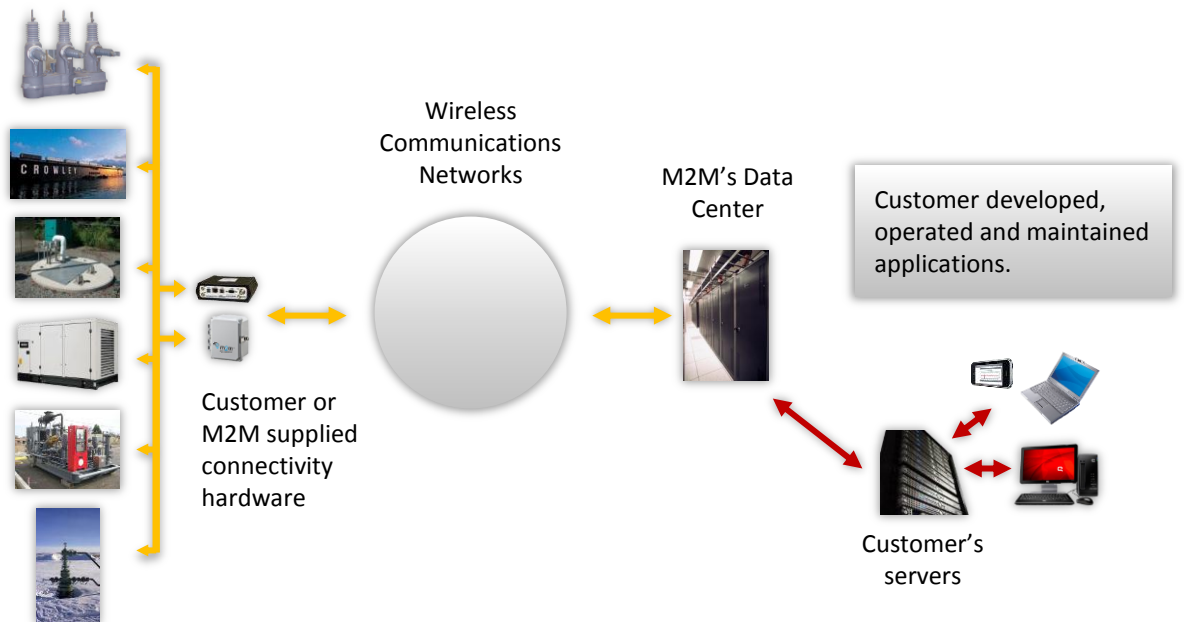 CROWLEY
Wireless
Communications
Networks
M2M's Data
Center
Customer developed,
operated and maintained
applications.
Customer or
M2M supplied
connectivity
hardware
Customer's
servers